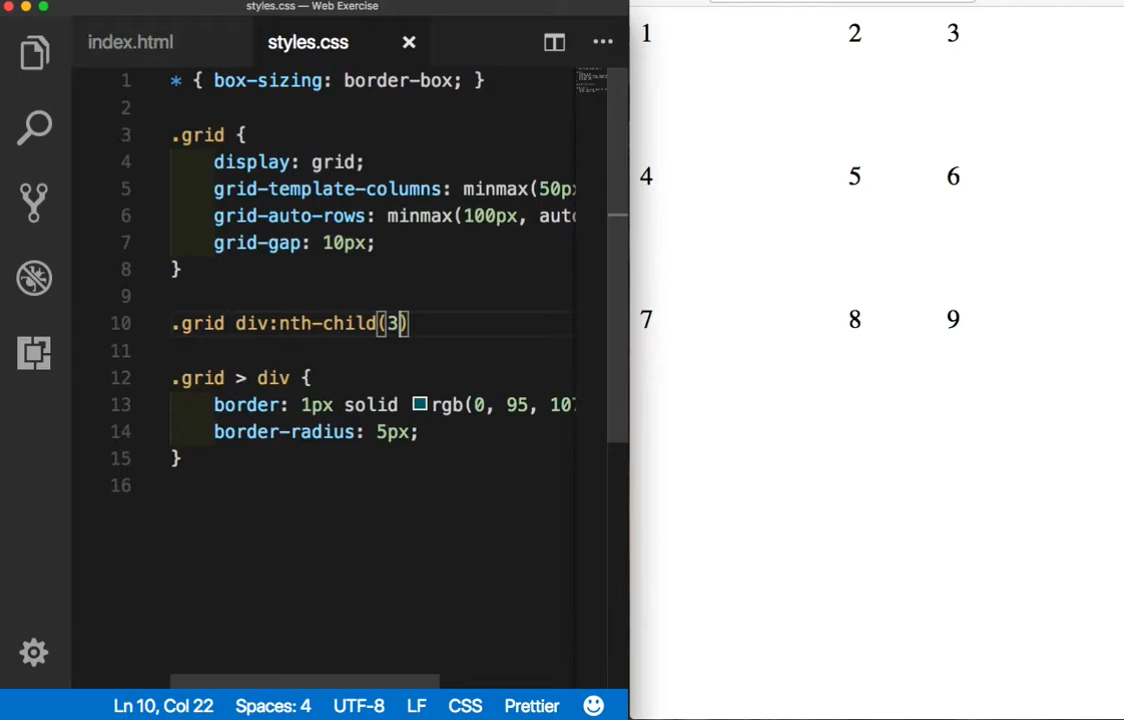 styles.css — Web Exercise
index.html styles.css
1 * { box-sizing: border-box; }
2
3 .grid {
4 display: grid;
5 grid-template-columns: minmax(50px
6 grid-auto-rows: minmax(100px, auto
7 grid-gap: 10px;
8 }
9
10 .grid div:nth-child(3)
11
12 .grid > div {
13 border: 1px solid rgb(0, 95, 107
14 border-radius: 5px;
15 }
16
Ln 10, Col 22 Spaces: 4 UTF-8 LF CSS Prettier
1 2 3
4 5 6
7 8 9